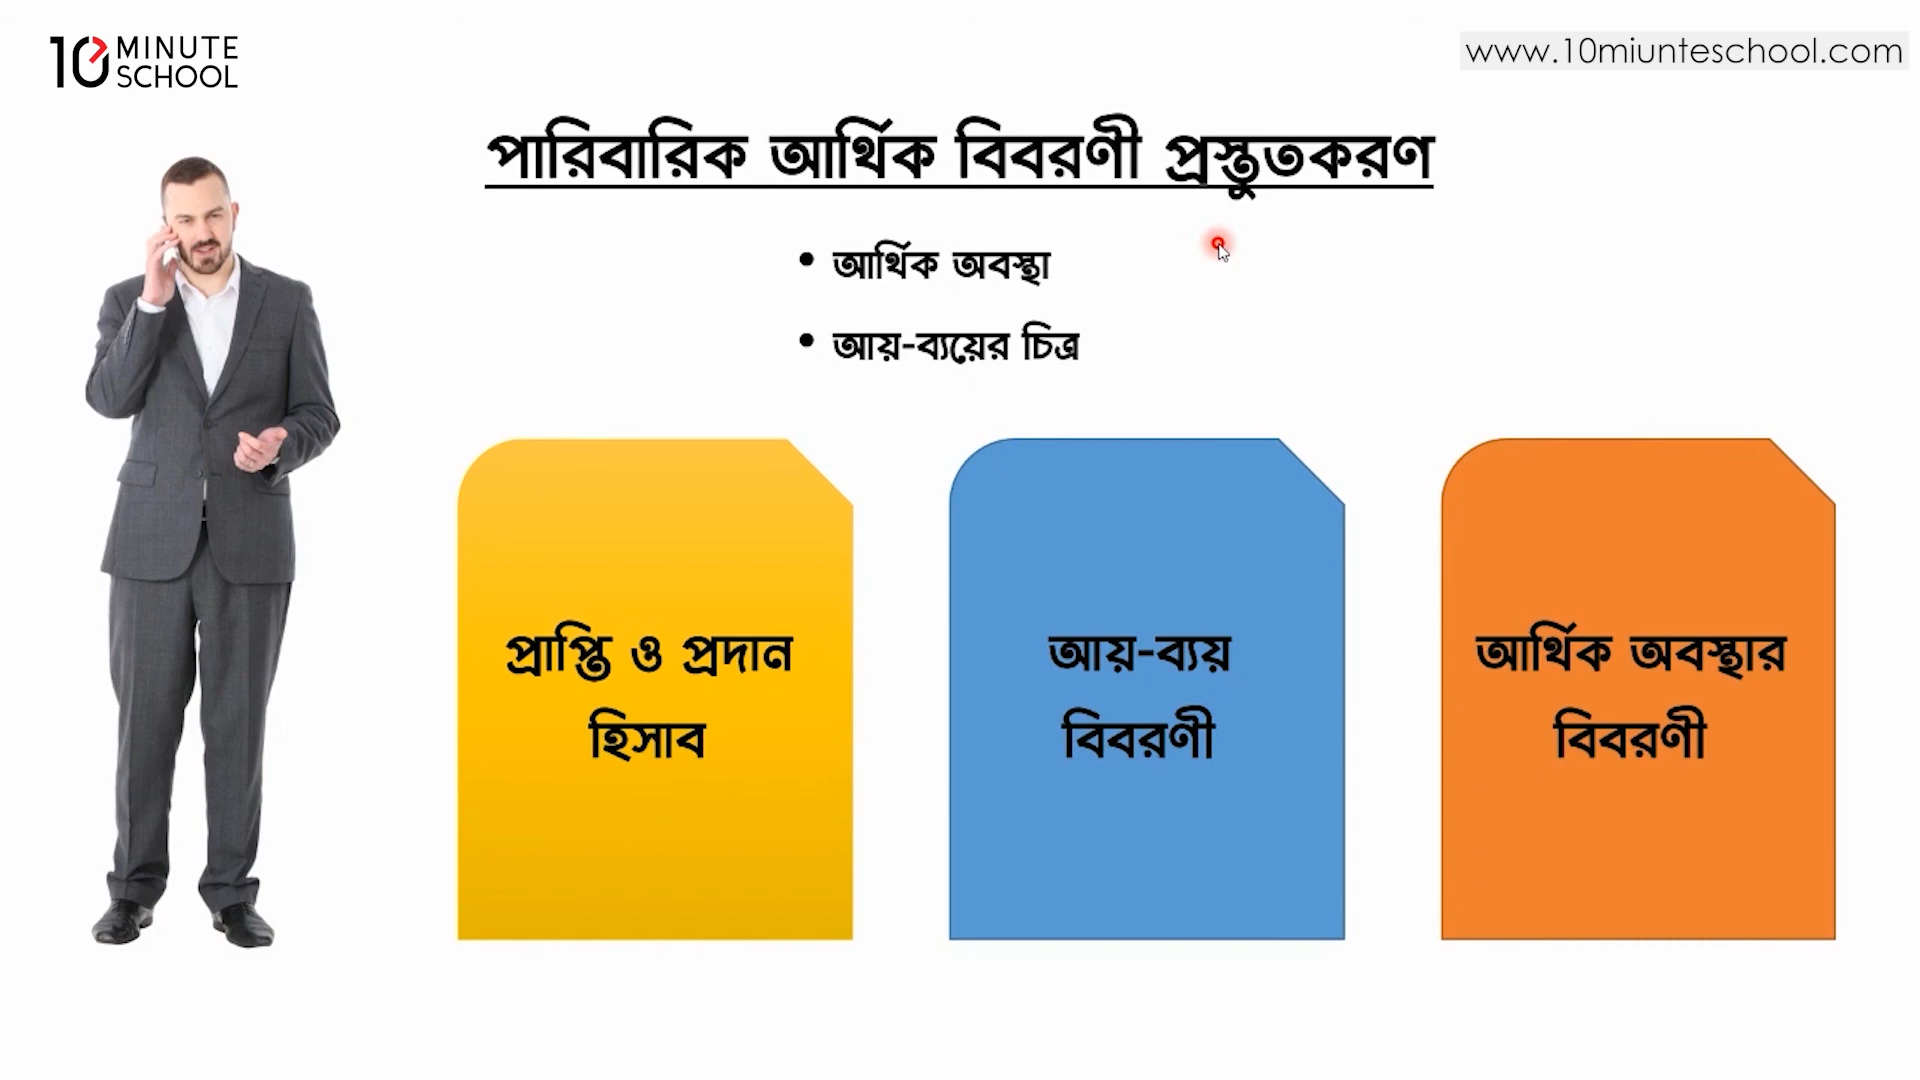 10 MINUTE
SCHOOL
www.10miunteschool.com
পারিবারিক আর্থিক বিবরণী প্রস্তুতকরণ
• আর্থিক অবস্থা
• আয়-ব্যয়ের চিত্র
প্রাপ্তি ও প্রদান
হিসাব
আয়-ব্যয়
বিবরণী
আর্থিক অবস্থার
বিবরণী